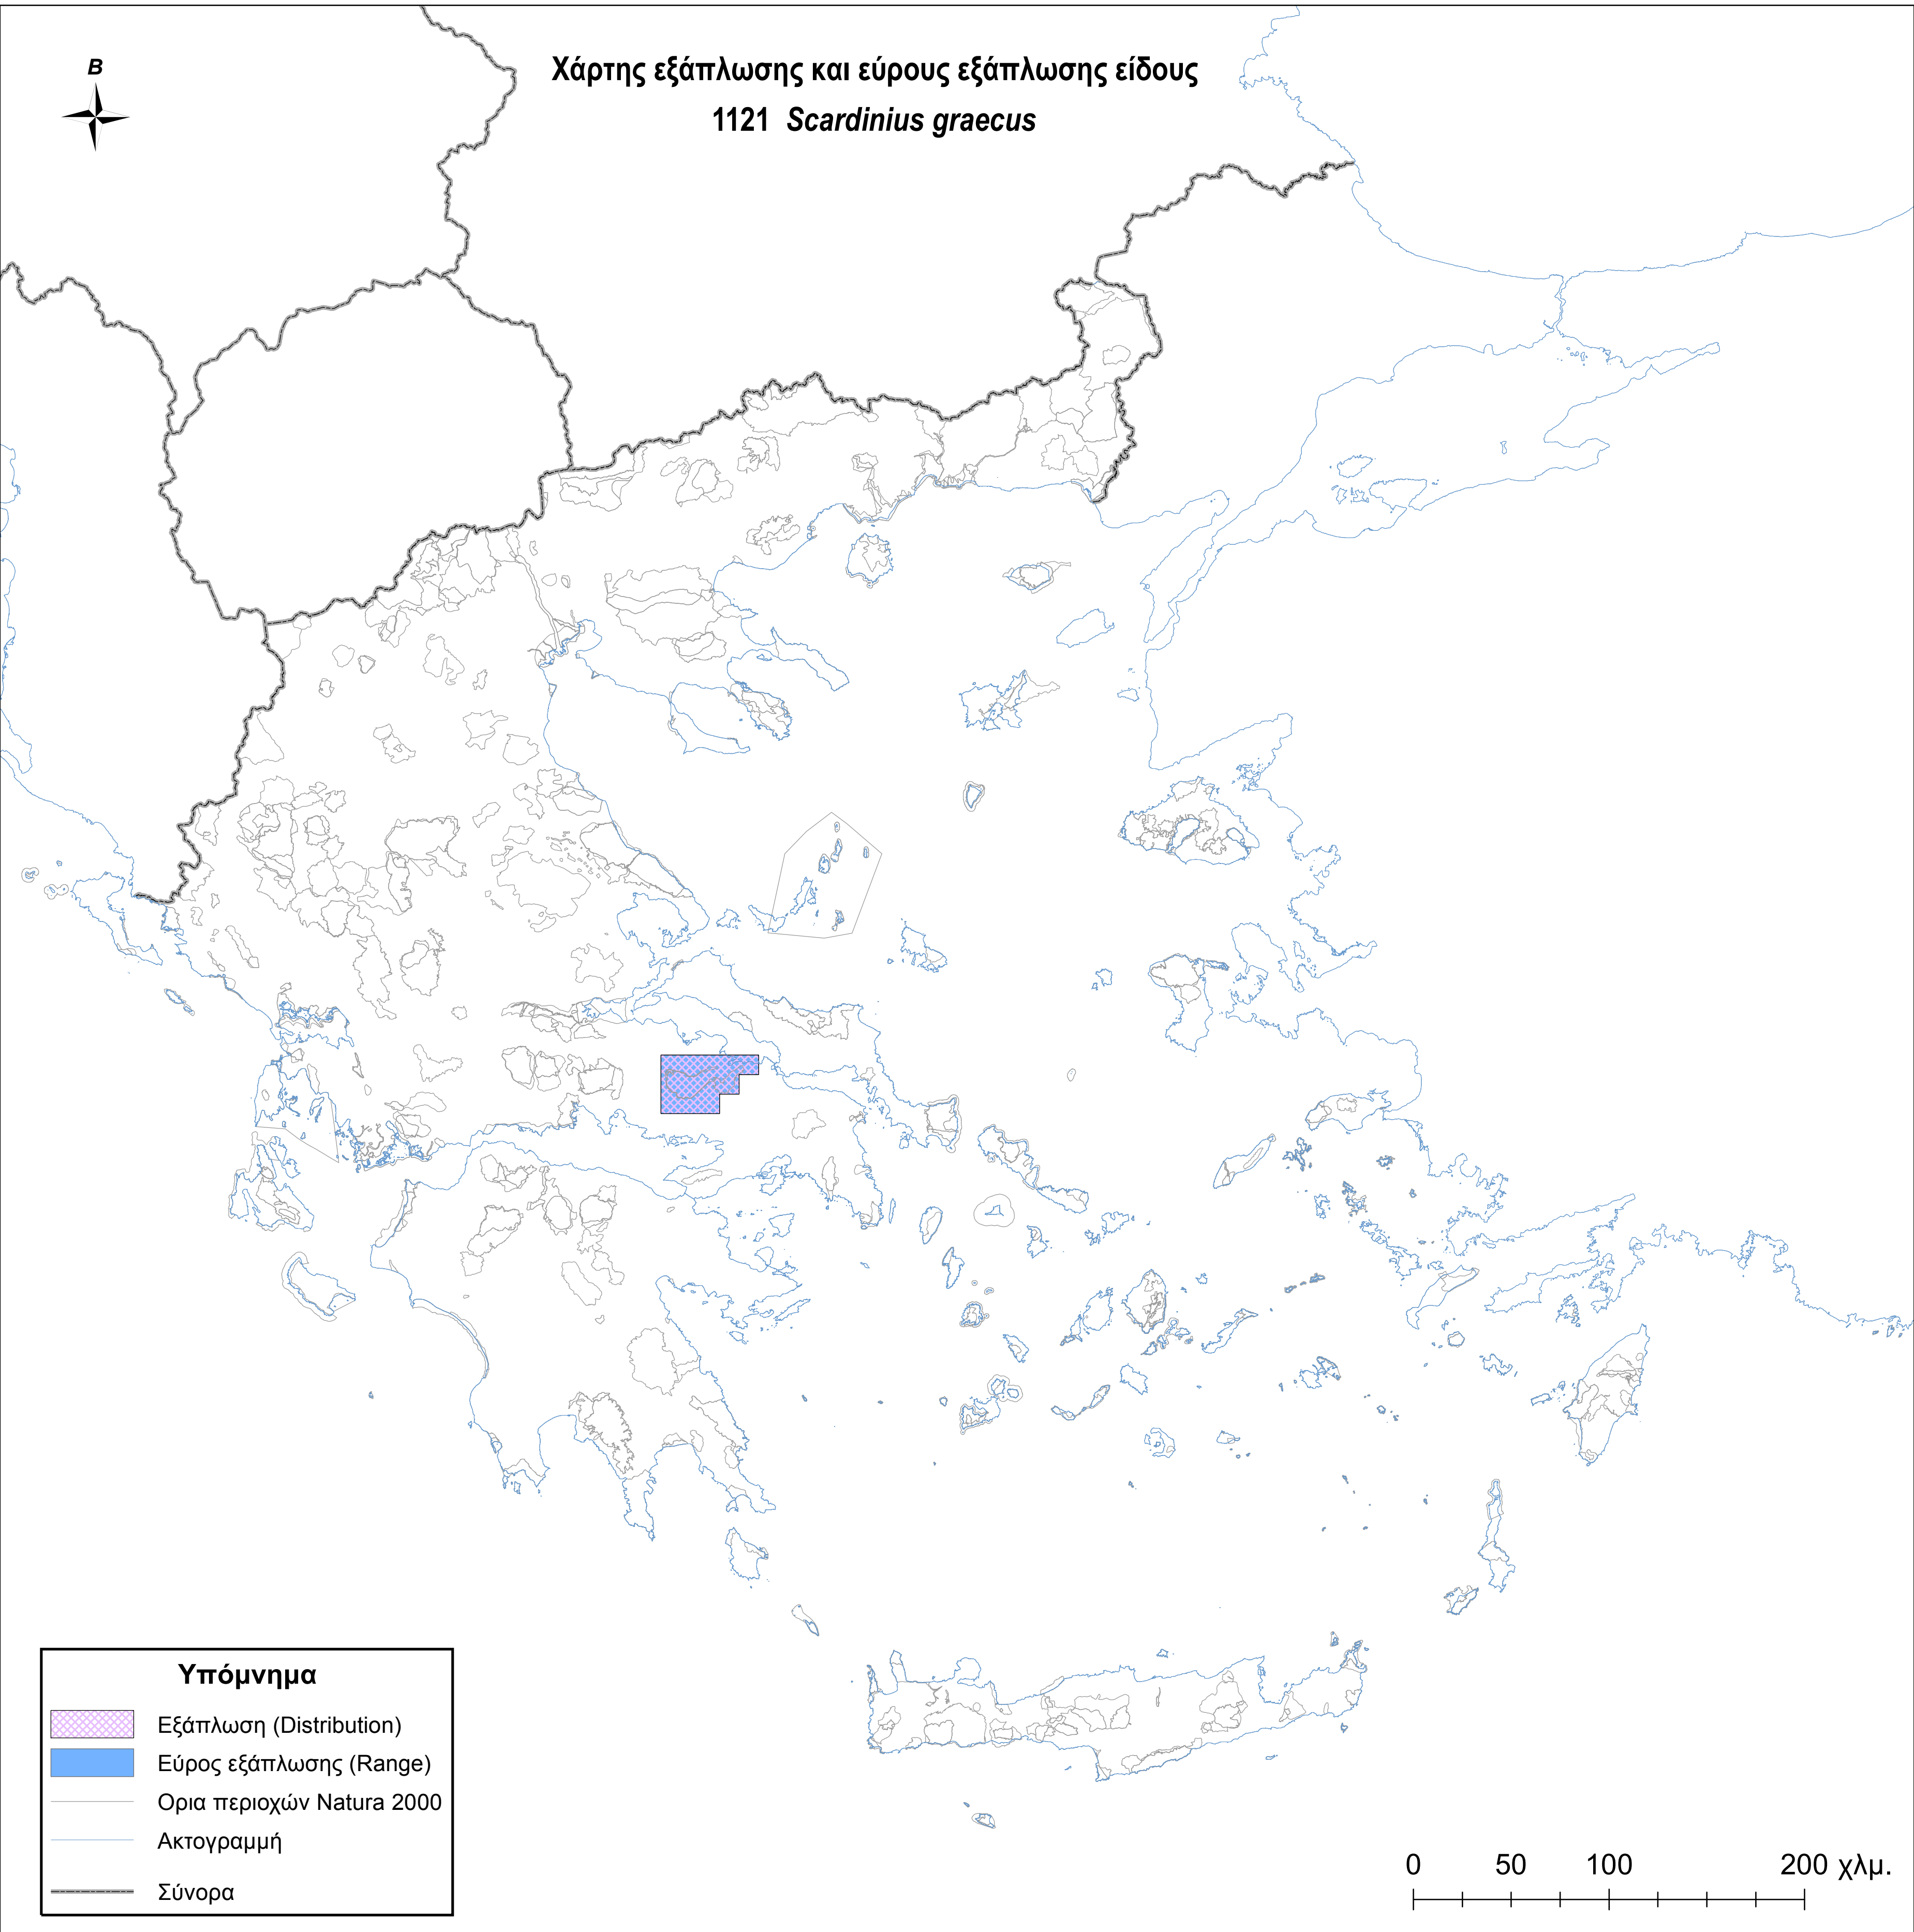 B
Χάρτης εξάπλωσης και εύρους εξάπλωσης είδους
1121 Scardinius graecus
Υπόμνημα
Εξάπλωση (Distribution)
Εύρος εξάπλωσης (Range)
Ορια περιοχών Natura 2000
Ακτογραμμή
Σύνορα
0 50 100 200 χλμ.